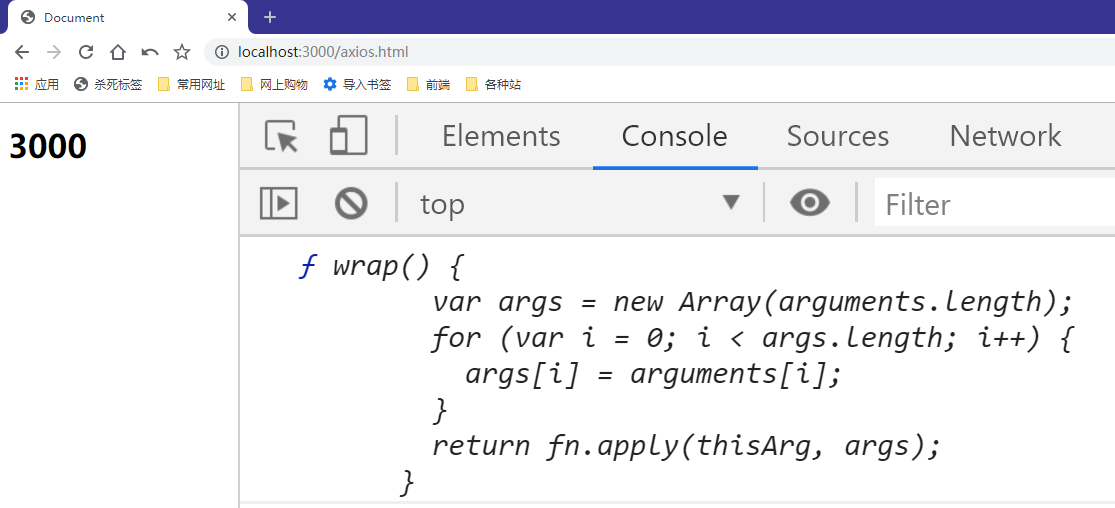 Document
localhost:3000/axios.html
应用 杀死标签 常用网址 网上购物 导入书签 前端 各种站
3000
Elements Console Sources Network
top Filter
ƒ wrap() {
var args = new Array(arguments.length);
for (var i = 0; i < args.length; i++) {
args[i] = arguments[i];
}
return fn.apply(thisArg, args);
}